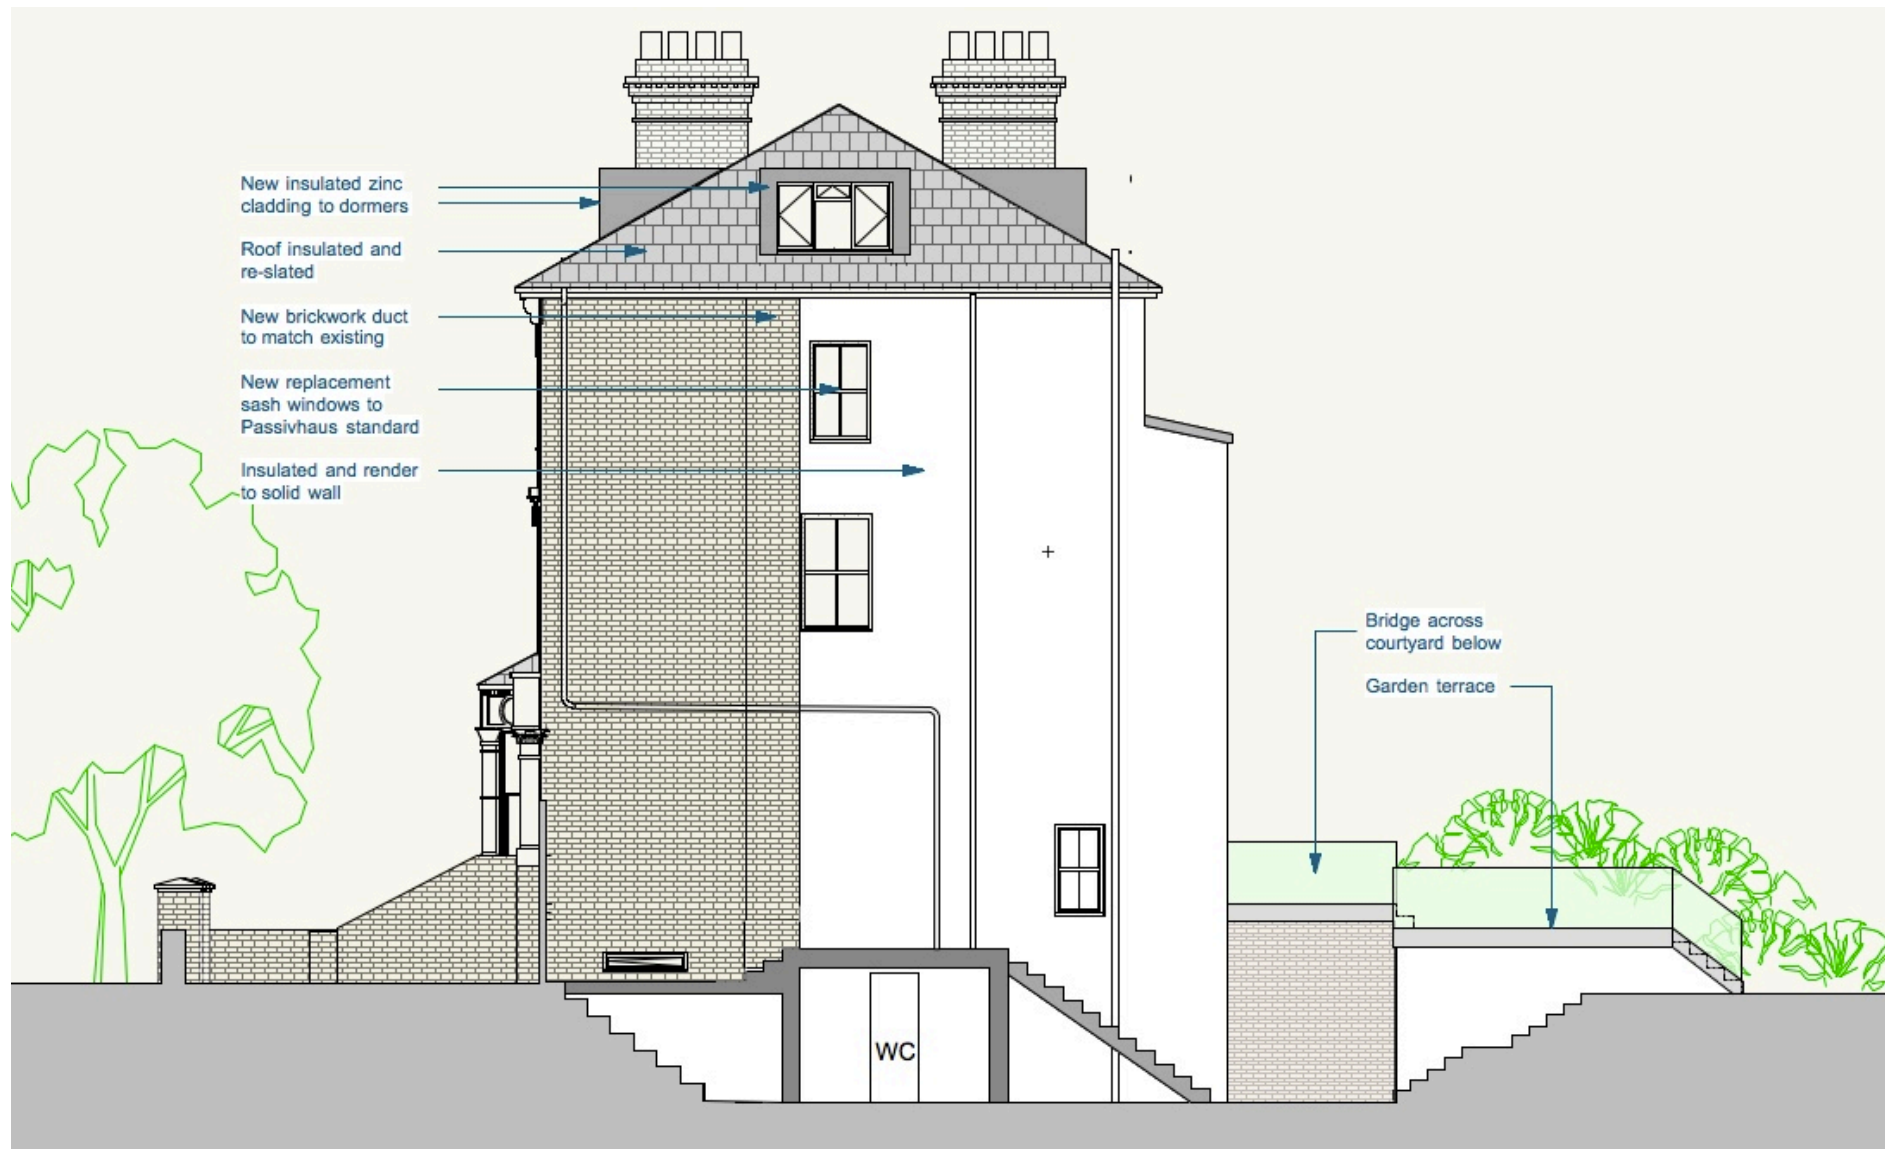 New insulated zinc
cladding to dormers
Roof insulated and
re-slated
New brickwork duct
to match existing
New replacement
sash windows to
Passivhaus standard
Insulated and render
to solid wall
Bridge across
courtyard below
Garden terrace
WC